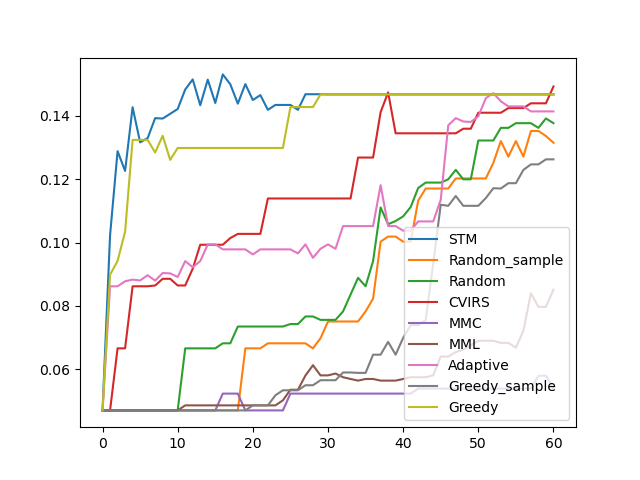 0.14
0.12
0.10
0.08
0.06
0
10
20
30
40
50
60
STM
Random_sample
Random
CVIRS
MMC
MML
Adaptive
Greedy_sample
Greedy